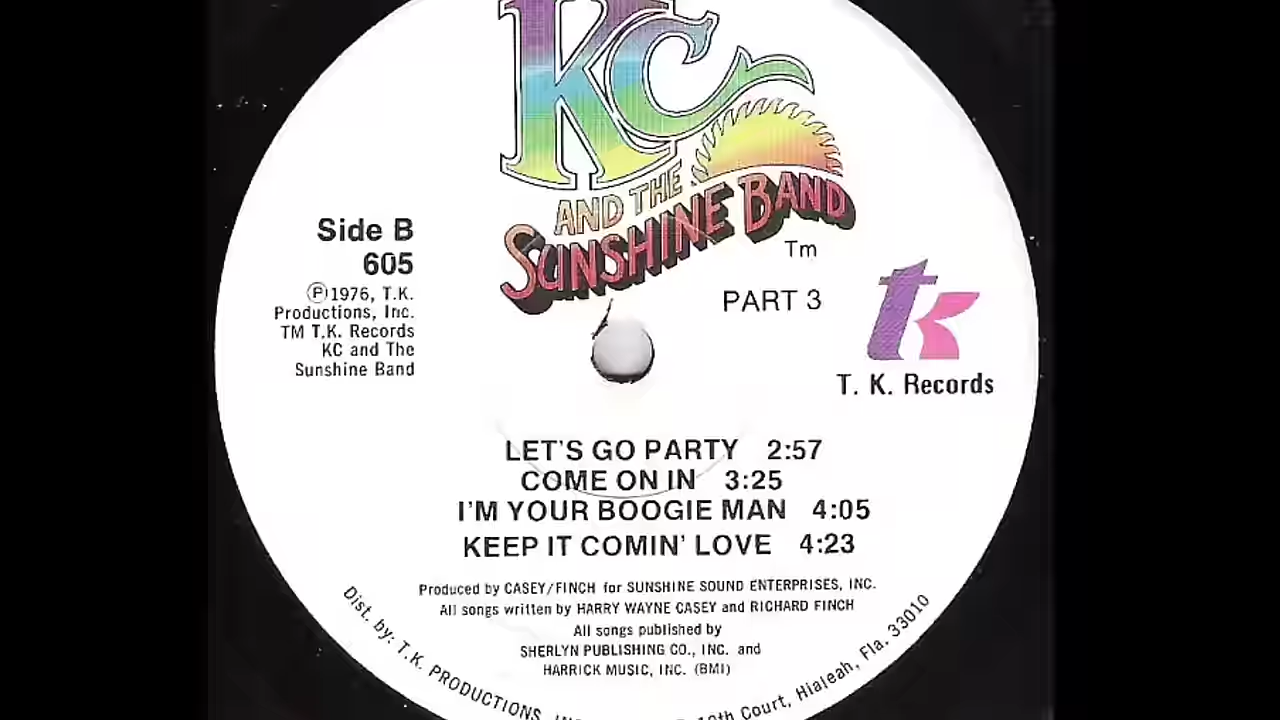 KC
AND THE
SUNSHINE BAND
Tm
Side B
605
Ⓟ1976, T.K.
Productions, Inc.
TM T.K. Records
KC and The
Sunshine Band
PART 3
tk
T. K. Records
LET'S GO PARTY 2:57
COME ON IN 3:25
I'M YOUR BOOGIE MAN 4:05
KEEP IT COMIN' LOVE 4:23
Produced by CASEY/FINCH for SUNSHINE SOUND ENTERPRISES, INC.
All songs written by HARRY WAYNE CASEY and RICHARD FINCH
All songs published by
SHERLYN PUBLISHING CO., INC. and
HARRICK MUSIC, INC. (BMI)
Dist. by: T.K. PRODUCTIONS, Court, Hialeah, Fla. 33010